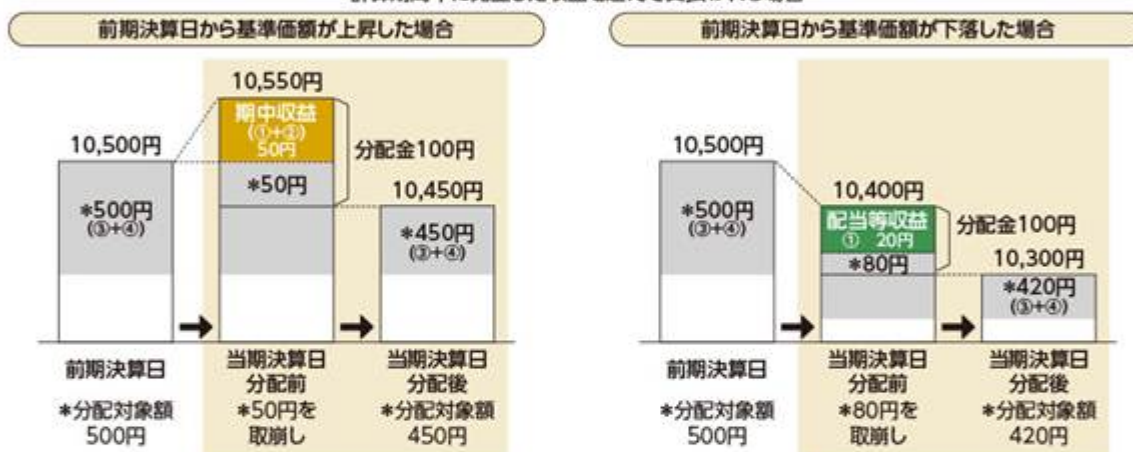 前期決算日から基準価額が上昇した場合
10,500円
*500円
(③+④)
前期決算日
*分配対象額
500円
10,550円
期中収益
(①+②)
50円
*50円
分配金100円
当期決算日
分配前
*50円を
取崩し
10,450円
*450円
(③+④)
当期決算日
分配後
*分配対象額
450円
前期決算日から基準価額が下落した場合
10,500円
*500円
(③+④)
前期決算日
*分配対象額
500円
10,400円
配当等収益
① 20円
*80円
分配金100円
当期決算日
分配前
*80円を
取崩し
10,300円
*420円
(③+④)
当期決算日
分配後
*分配対象額
420円